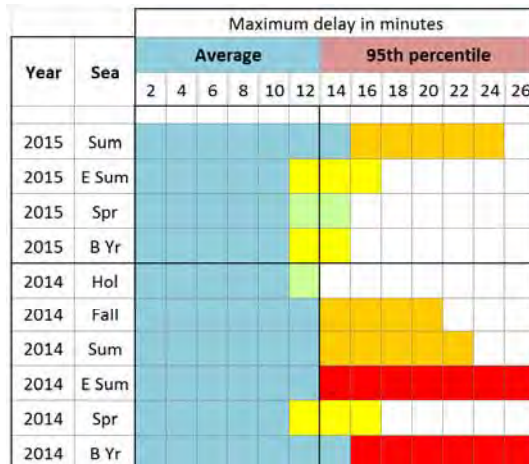 Maximum delay in minutes
Year Sea Average 95th percentile
2 4 6 8 10 12 14 16 18 20 22 24 26
2015 Sum
2015 E Sum
2015 Spr
2015 B Yr
2014 Hol
2014 Fall
2014 Sum
2014 E Sum
2014 Spr
2014 B Yr